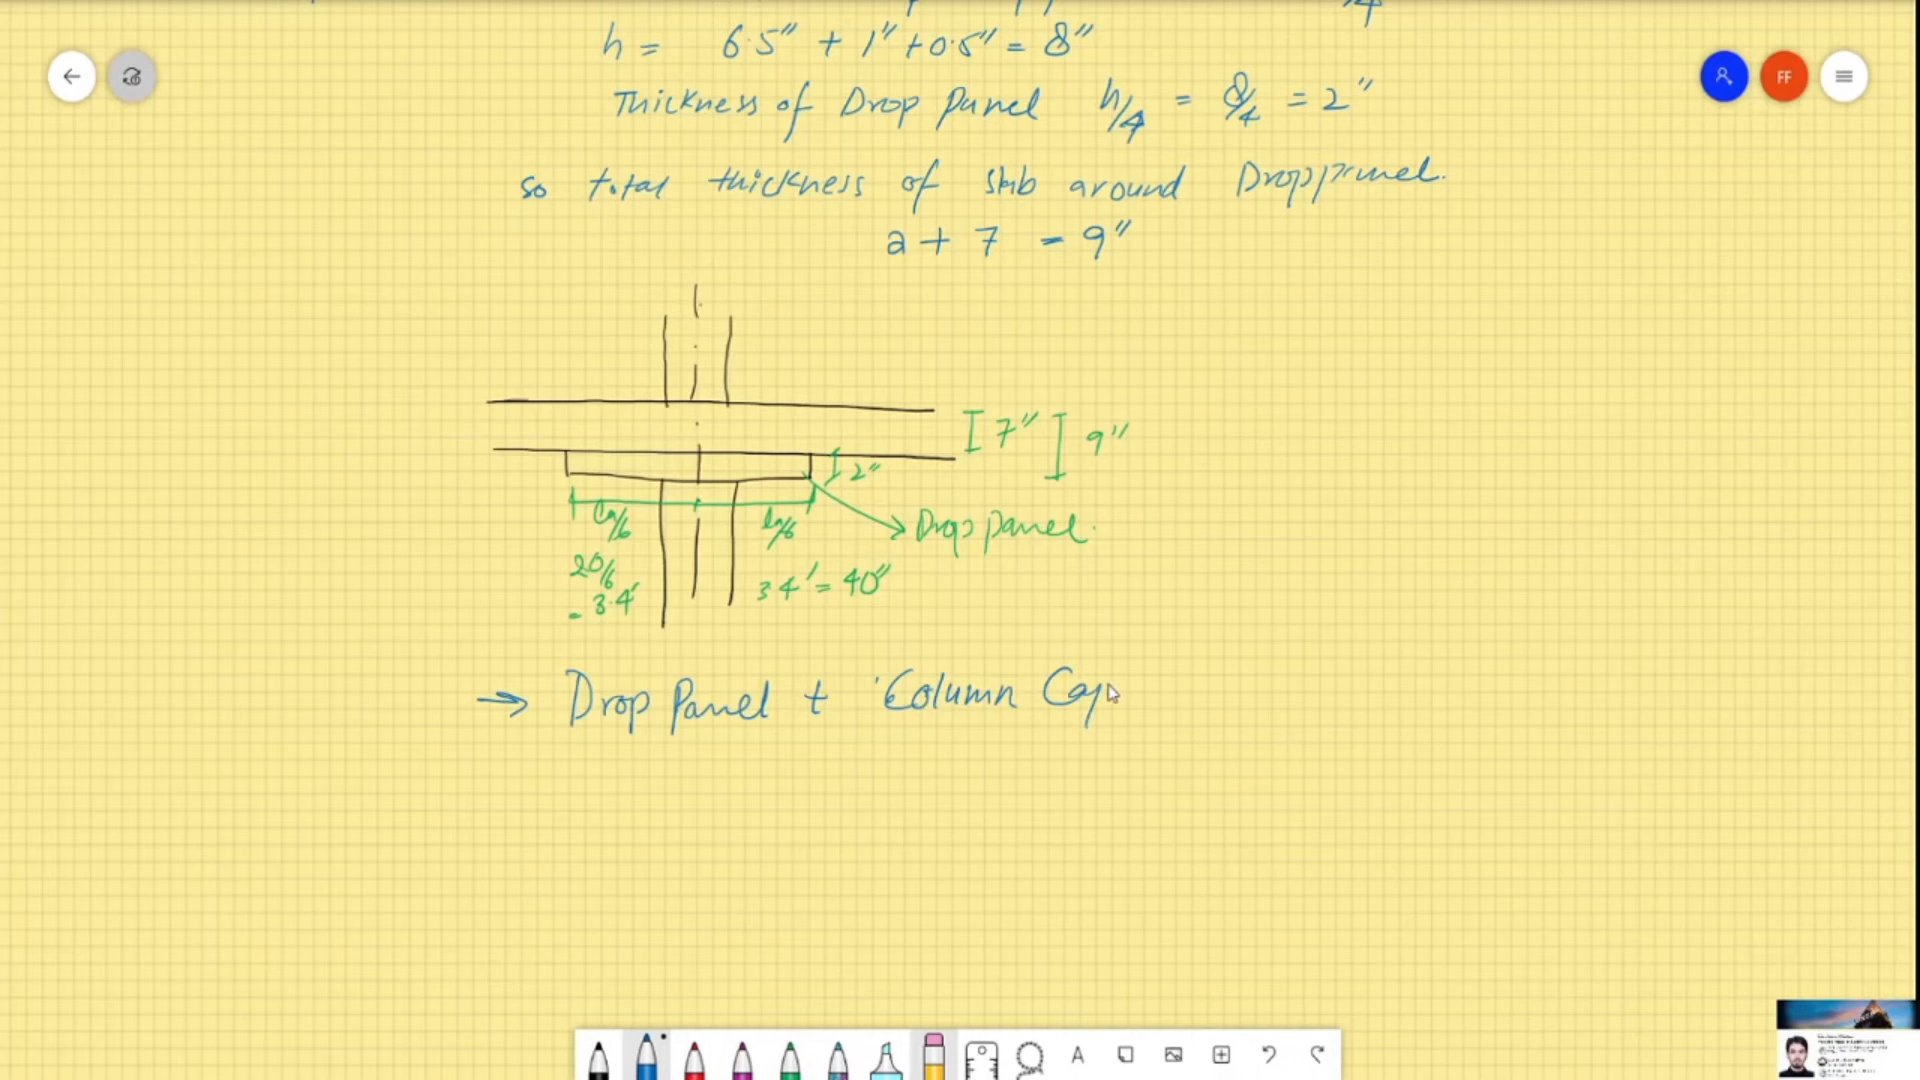 h = 6.5" + 1" + 0.5" = 8"
FF
Thickness of Drop Panel h/4 = 8/4 = 2"
so total thickness of slab around Drop panel.
2 + 7 = 9"
7" 9"
2"
la/6 la/6
Drop panel.
20/6
= 3.4'
3.4' = 40"
→ Drop Panel + Column Cap
A